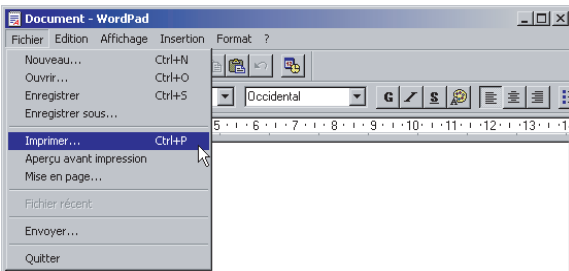 Document - WordPad
Fichier Edition Affichage Insertion Format ?
Nouveau... Ctrl+N
Ouvrir... Ctrl+O
Enregistrer Ctrl+S
Occidental G I S
Enregistrer sous...
5 6 7 8 9 10 11 12 13
Imprimer... Ctrl+P
Aperçu avant impression
Mise en page...
Fichier récent
Envoyer...
Quitter